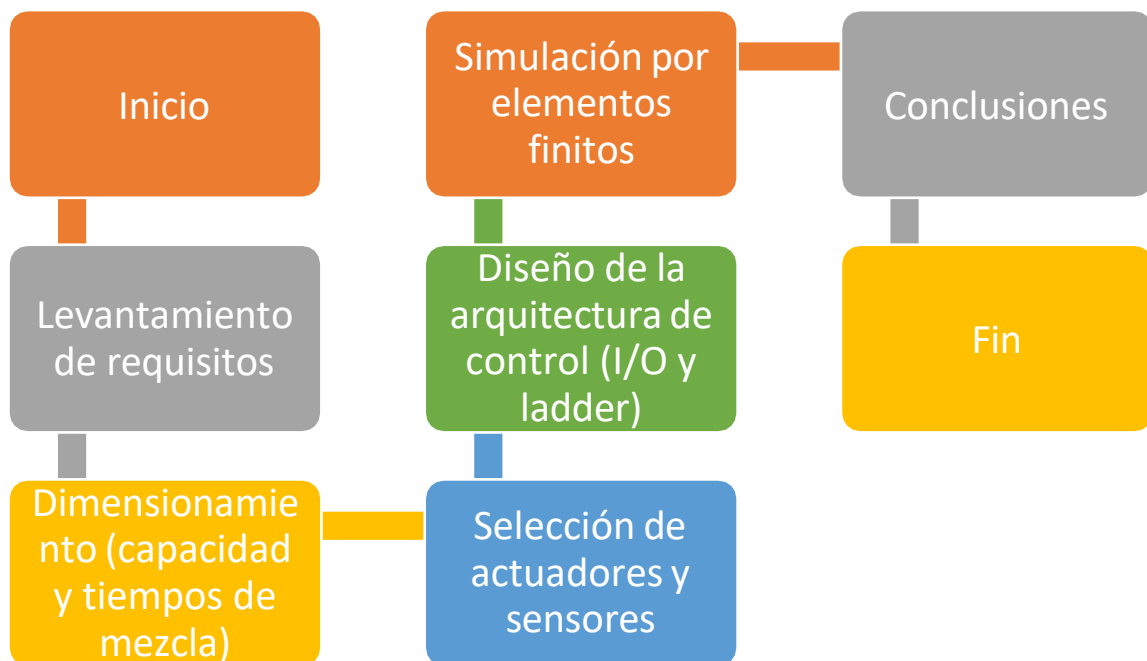 Inicio
Levantamiento
de requisitos
Dimensionamie
nto (capacidad
y tiempos de
mezcla)
Selección de
actuadores y
sensores
Diseño de la
arquitectura de
control (I/O y
ladder)
Simulación por
elementos
finitos
Conclusiones
Fin